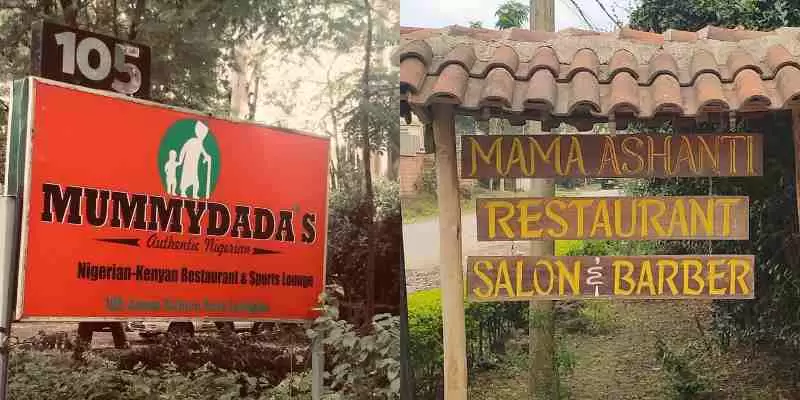 105
MUMMYDADA'S
Authentic Nigerian
Nigerian-Kenyan Restaurant & Sports Lounge
MAMA ASHANTI
RESTAURANT
SALON & BARBER